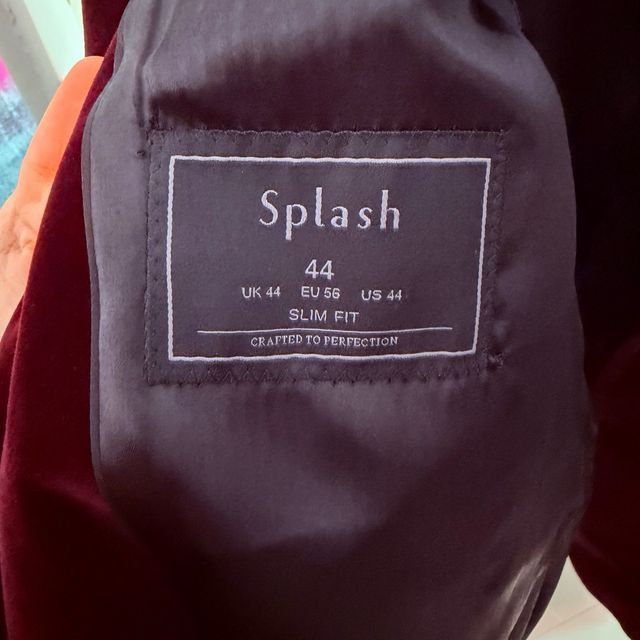 Splash
44
UK 44 EU 56 US 44
SLIM FIT
CRAFTED TO PERFECTION